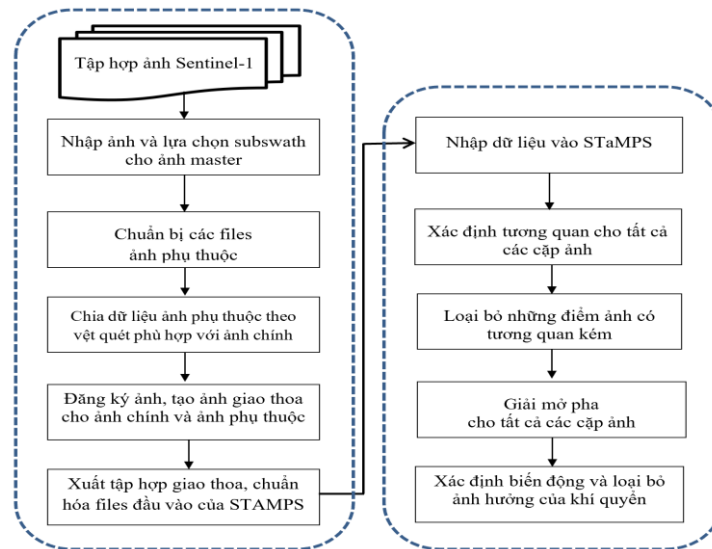 Tập hợp ảnh Sentinel-1
Nhập ảnh và lựa chọn subswath
cho ảnh master
Chuẩn bị các files
ảnh phụ thuộc
Chia dữ liệu ảnh phụ thuộc theo
vệt quét phù hợp với ảnh chính
Đăng ký ảnh, tạo ảnh giao thoa
cho ảnh chính và ảnh phụ thuộc
Xuất tập hợp giao thoa, chuẩn
hóa files đầu vào của STAMPS
Nhập dữ liệu vào STaMPS
Xác định tương quan cho tất cả
các cặp ảnh
Loại bỏ những điểm ảnh có
tương quan kém
Giải mở pha
cho tất cả các cặp ảnh
Xác định biến động và loại bỏ
ảnh hưởng của khí quyển